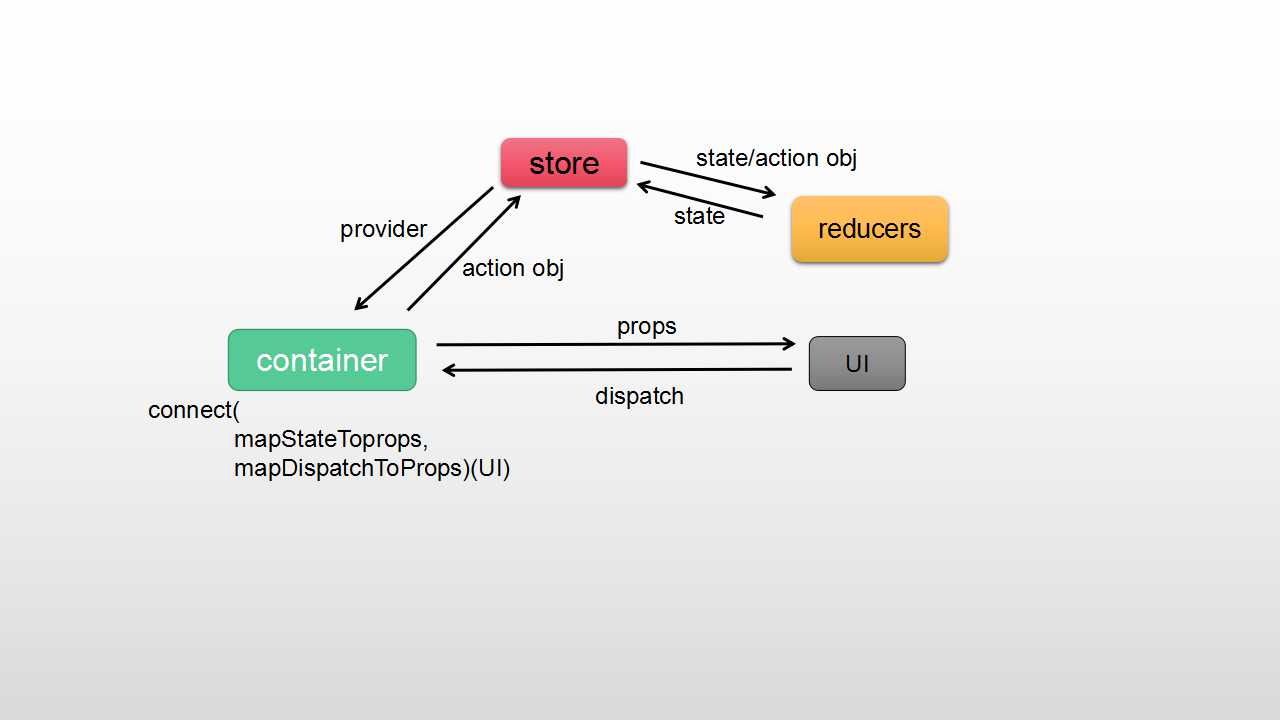 store
state/action obj
state
reducers
provider
action obj
props
container
UI
dispatch
connect(
mapStateToprops,
mapDispatchToProps)(UI)